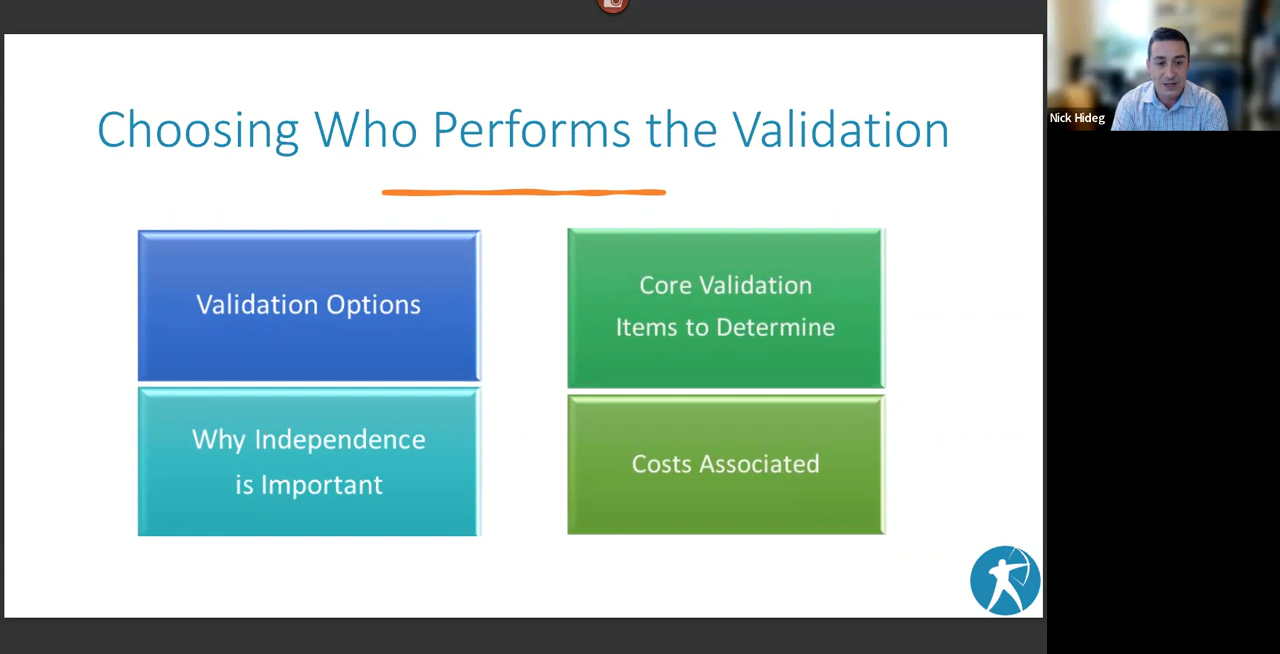 Choosing Who Performs the Validation
Validation Options
Core Validation
Items to Determine
Why Independence
is Important
Costs Associated
Nick Hideg